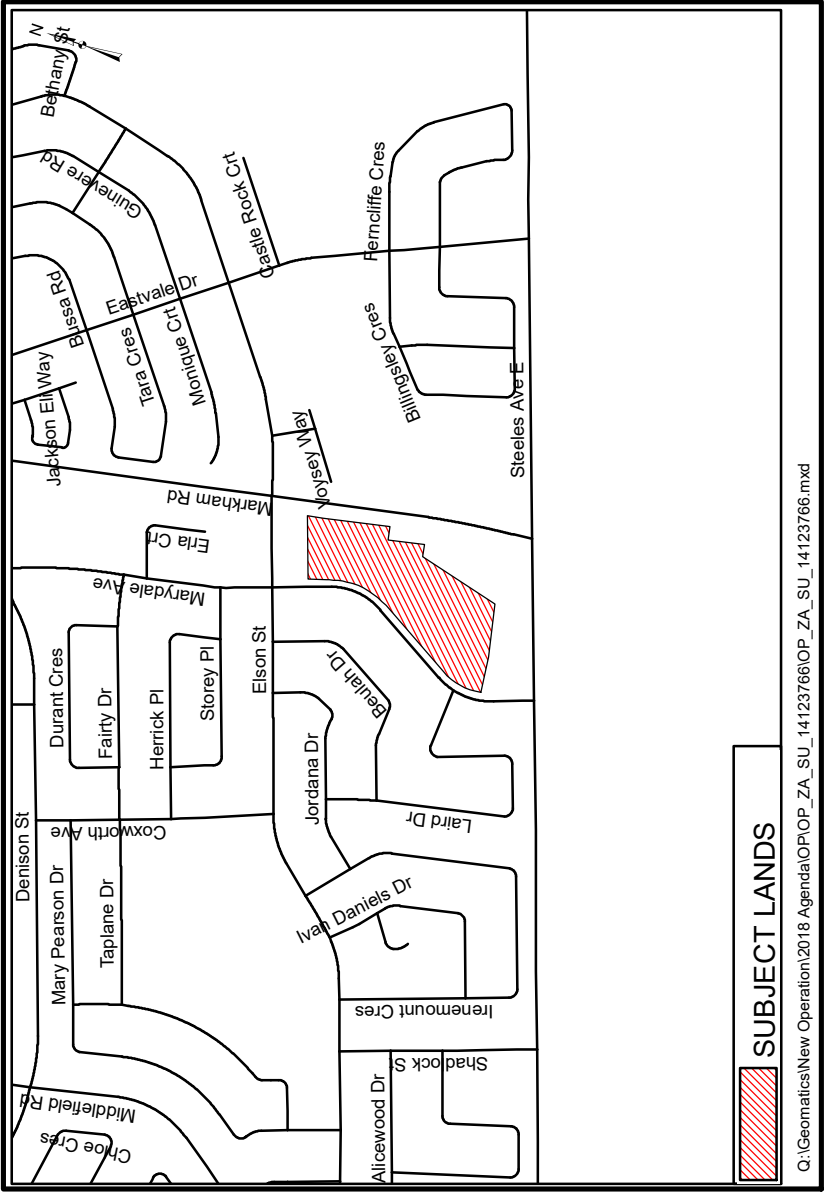 N
Bethany St
Guinevere Rd
Castle Rock Crt
Ferncliffe Cres
Bussa Rd
Eastvale Dr
Tara Cres
Monique Crt
Billingsley Cres
Jackson Eli Way
Voysey Way
Steeles Ave E
Markham Rd
Erla Crt
Marydale Ave
Elson St
Durant Cres
Fairty Dr
Herrick Pl
Storey Pl
Beulah Dr
Jordana Dr
Laird Dr
Denison St
Coxworth Ave
Mary Pearson Dr
Taplane Dr
Ivan Daniels Dr
Irenemount Cres
Shadlock St
Alicewood Dr
Middlefield Rd
Chloe Cres
SUBJECT LANDS
Q:\Geomatics\New Operation\2018 Agenda\OP\OP_ZA_SU_14123766\OP_ZA_SU_14123766.mxd